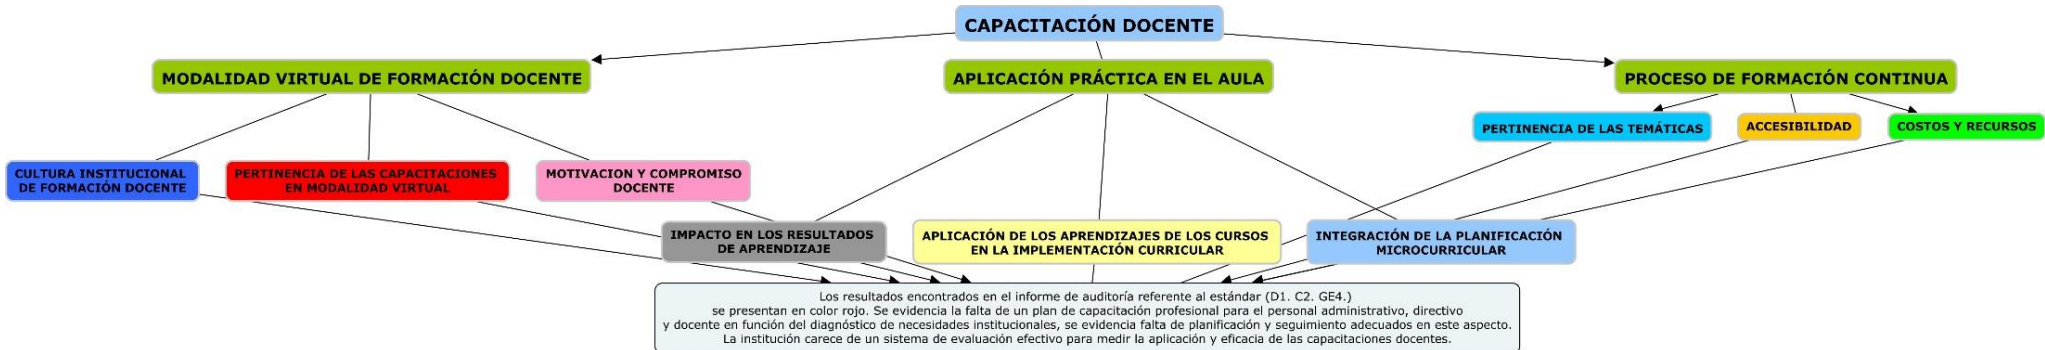 CAPACITACIÓN DOCENTE
MODALIDAD VIRTUAL DE FORMACIÓN DOCENTE
APLICACIÓN PRÁCTICA EN EL AULA
PROCESO DE FORMACIÓN CONTINUA
PERTINENCIA DE LAS TEMÁTICAS
ACCESIBILIDAD
COSTOS Y RECURSOS
CULTURA INSTITUCIONAL
DE FORMACIÓN DOCENTE
PERTINENCIA DE LAS CAPACITACIONES
EN MODALIDAD VIRTUAL
MOTIVACION Y COMPROMISO
DOCENTE
IMPACTO EN LOS RESULTADOS
DE APRENDIZAJE
APLICACIÓN DE LOS APRENDIZAJES DE LOS CURSOS
EN LA IMPLEMENTACIÓN CURRICULAR
INTEGRACIÓN DE LA PLANIFICACIÓN
MICROCURRICULAR
Los resultados encontrados en el informe de auditoría referente al estándar (D1. C2. GE4.)
se presentan en color rojo. Se evidencia la falta de un plan de capacitación profesional para el personal administrativo, directivo
y docente en función del diagnóstico de necesidades institucionales, se evidencia falta de planificación y seguimiento adecuados en este aspecto.
La institución carece de un sistema de evaluación efectivo para medir la aplicación y eficacia de las capacitaciones docentes.